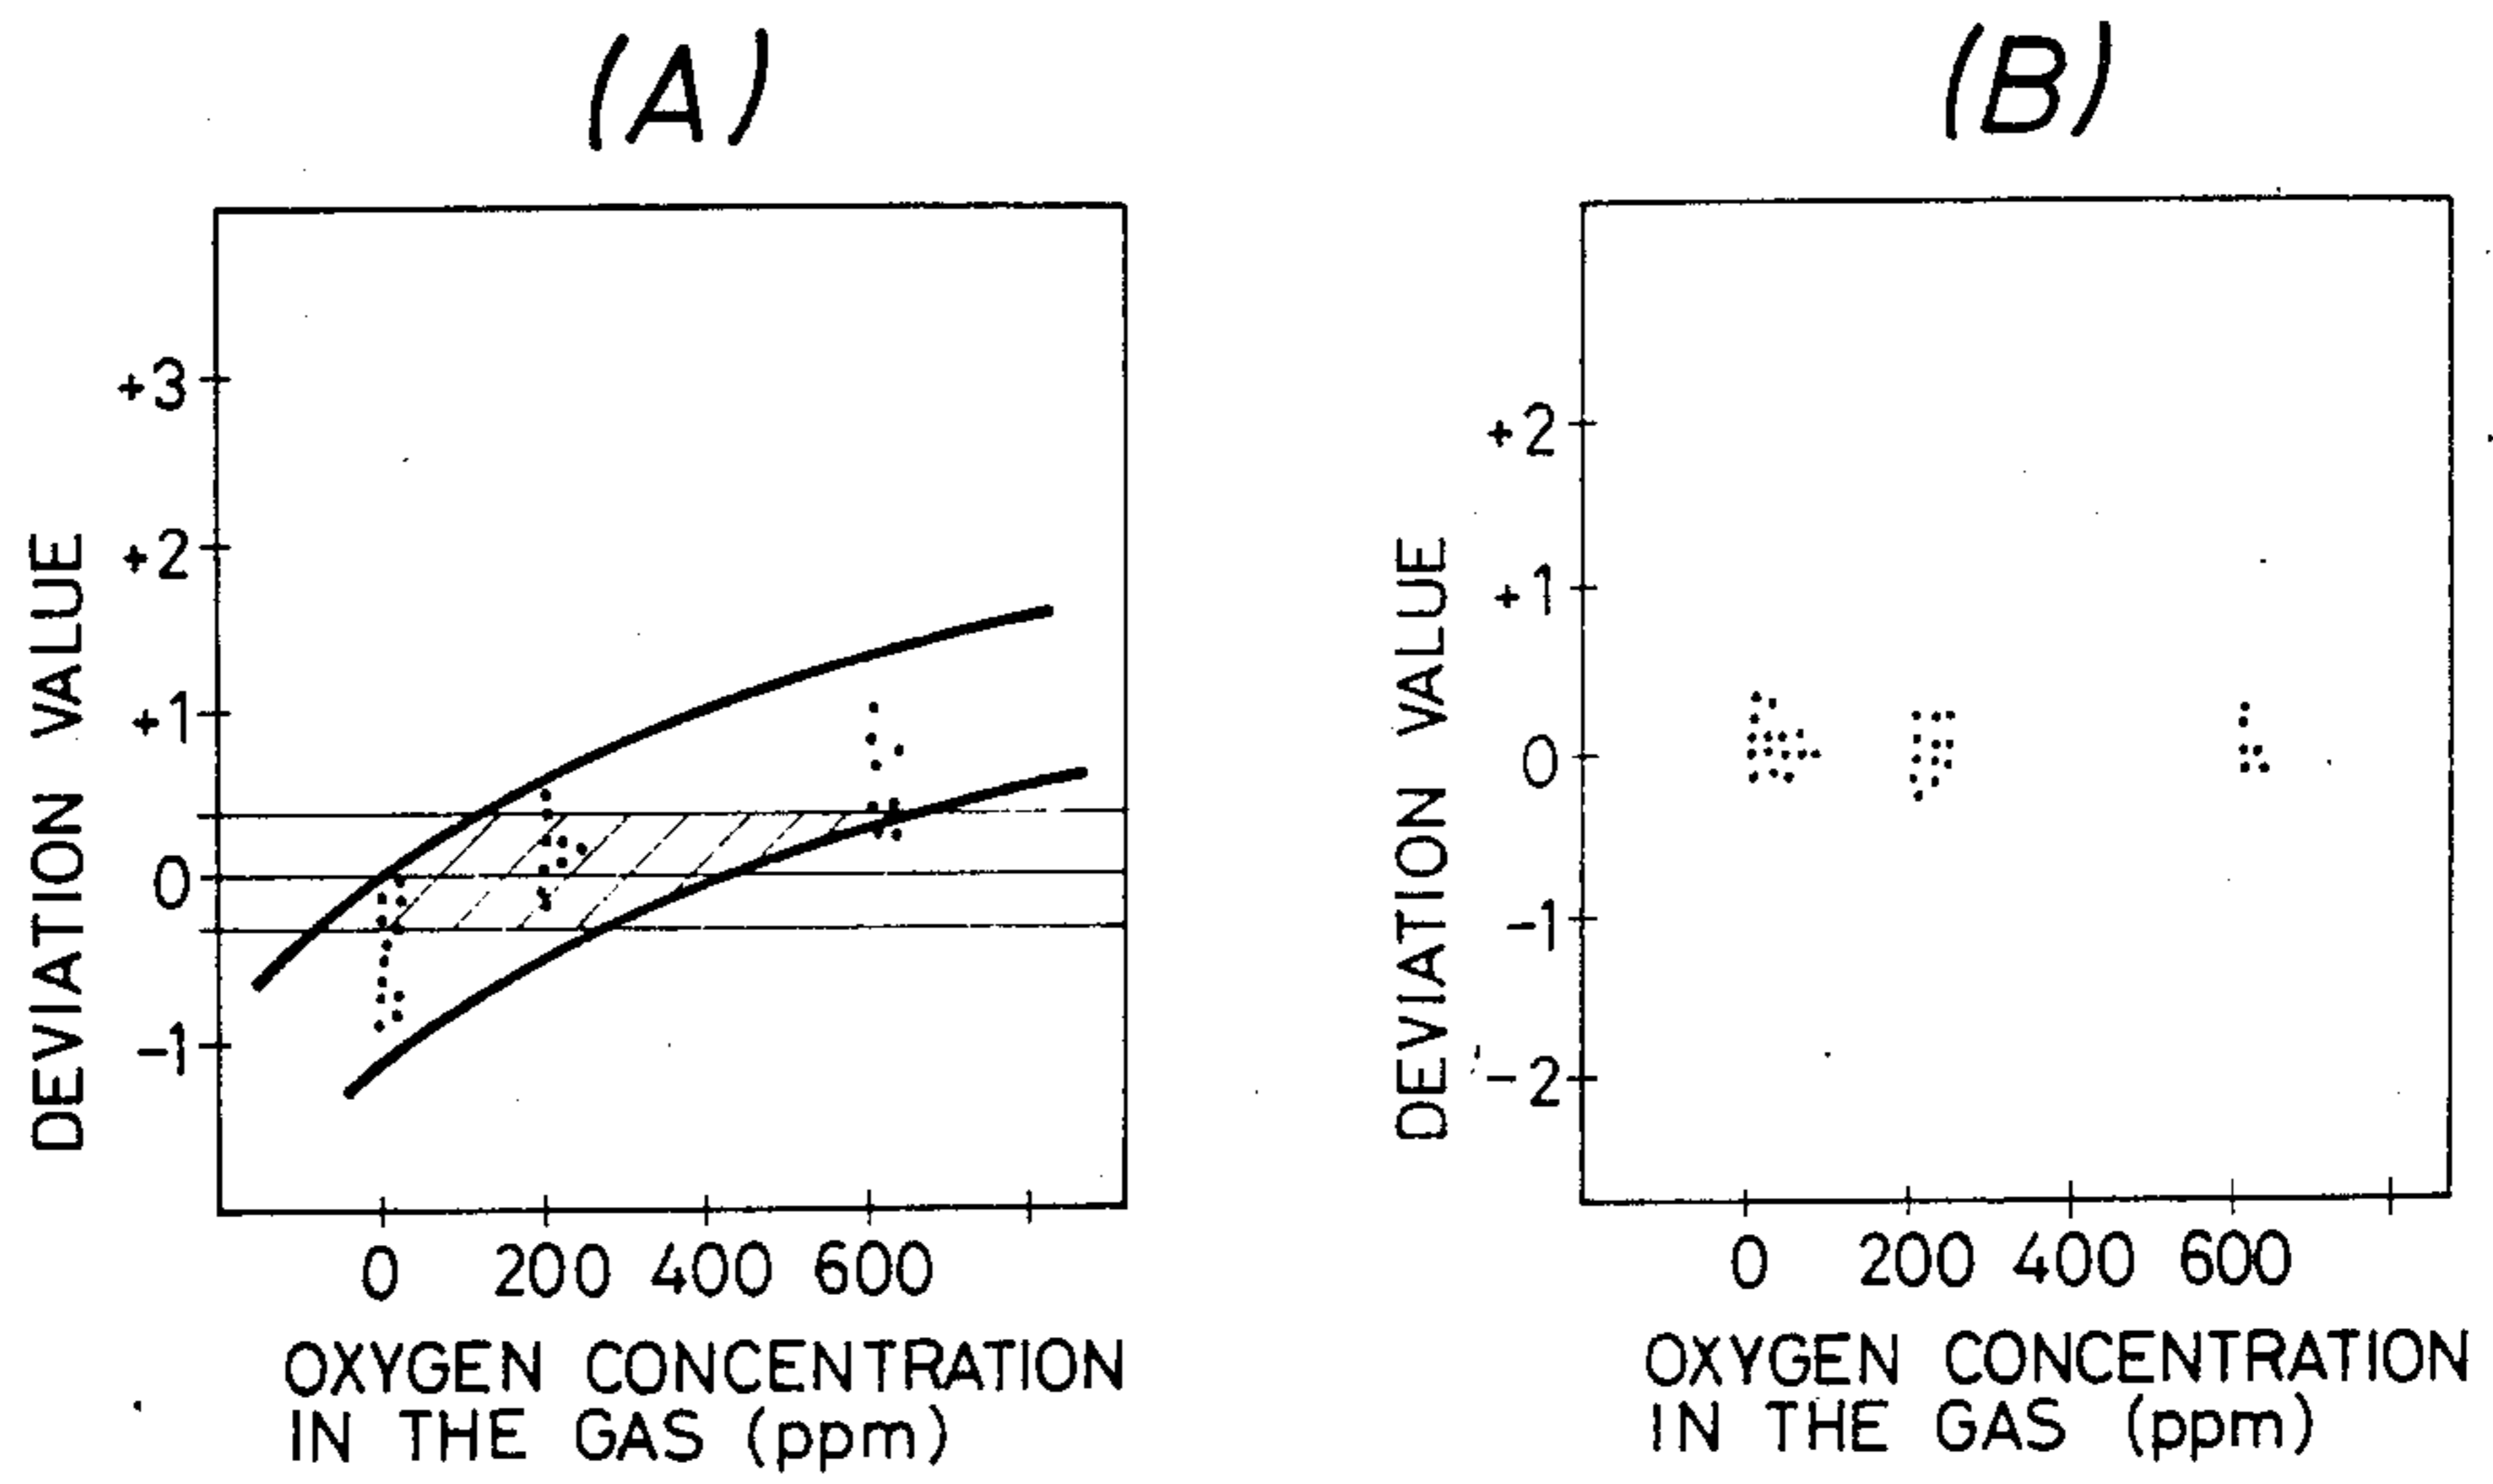 (A)
+3
+2
+1
0
-1
DEVIATION VALUE
0 200 400 600
OXYGEN CONCENTRATION
IN THE GAS (ppm)
(B)
+2
+1
0
-1
-2
DEVIATION VALUE
0 200 400 600
OXYGEN CONCENTRATION
IN THE GAS (ppm)